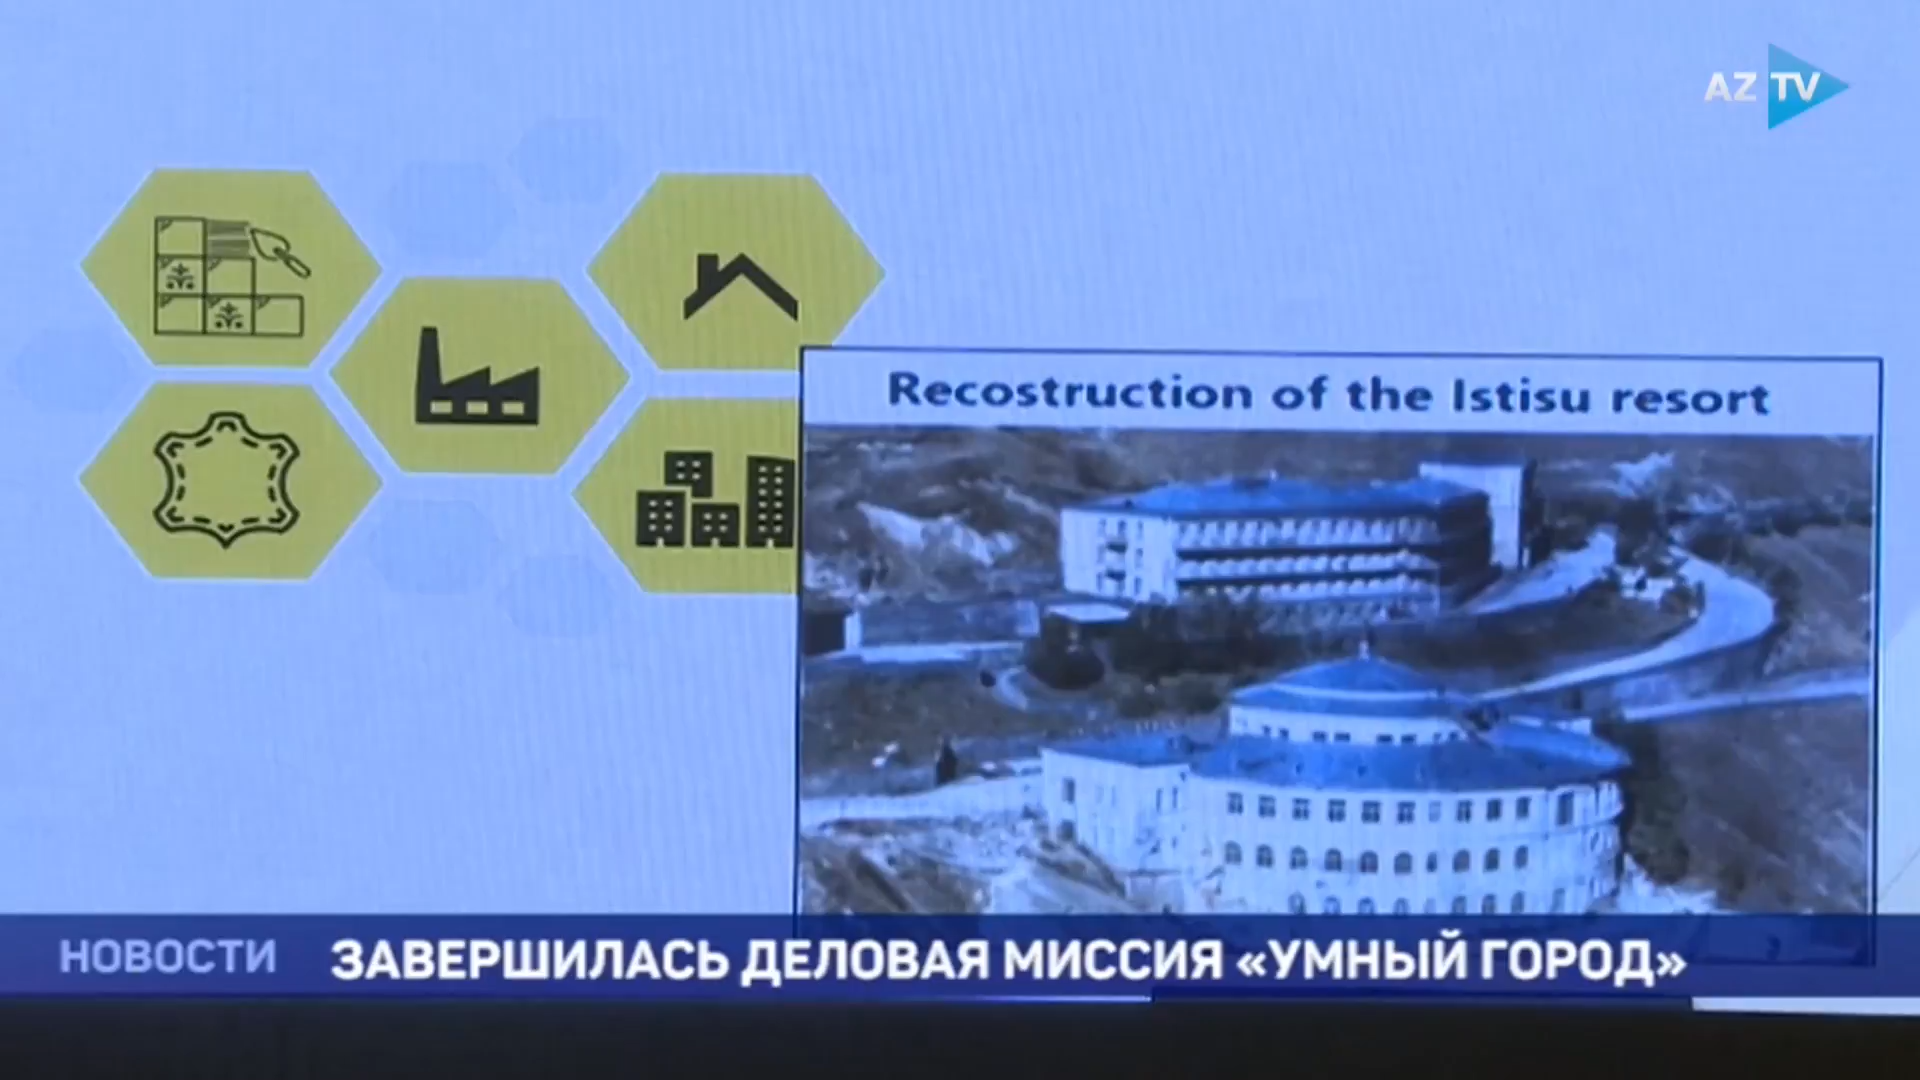 AZ TV
Recostruction of the Istisu resort
НОВОСТИ ЗАВЕРШИЛАСЬ ДЕЛОВАЯ МИССИЯ «УМНЫЙ ГОРОД»